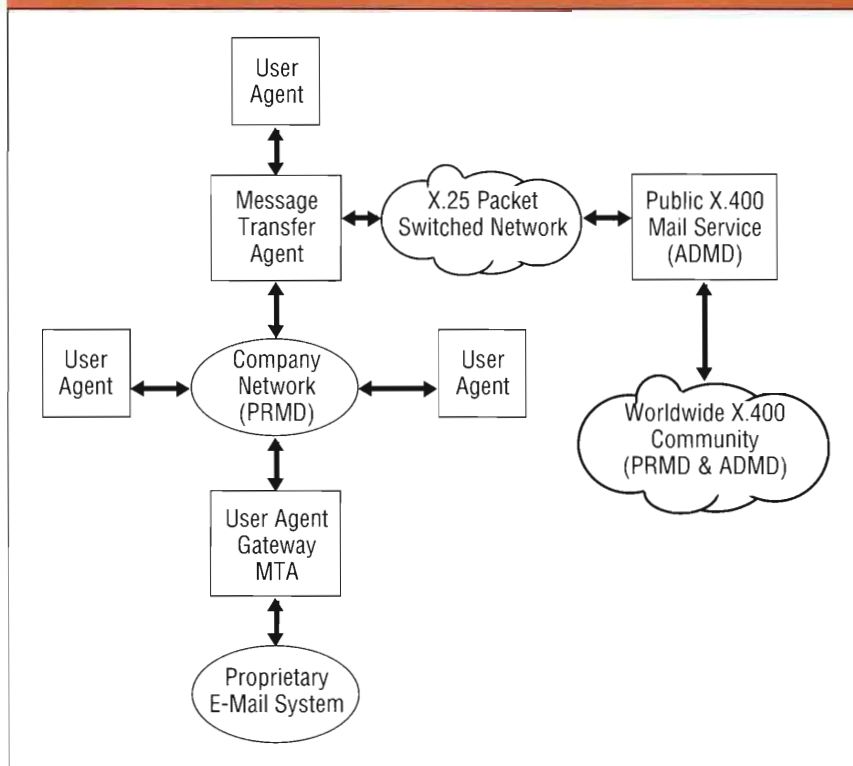 User
Agent
Message
Transfer
Agent
X.25 Packet
Switched Network
Public X.400
Mail Service
(ADMD)
User
Agent
Company
Network
(PRMD)
User
Agent
Worldwide X.400
Community
(PRMD & ADMD)
User Agent
Gateway
MTA
Proprietary
E-Mail System